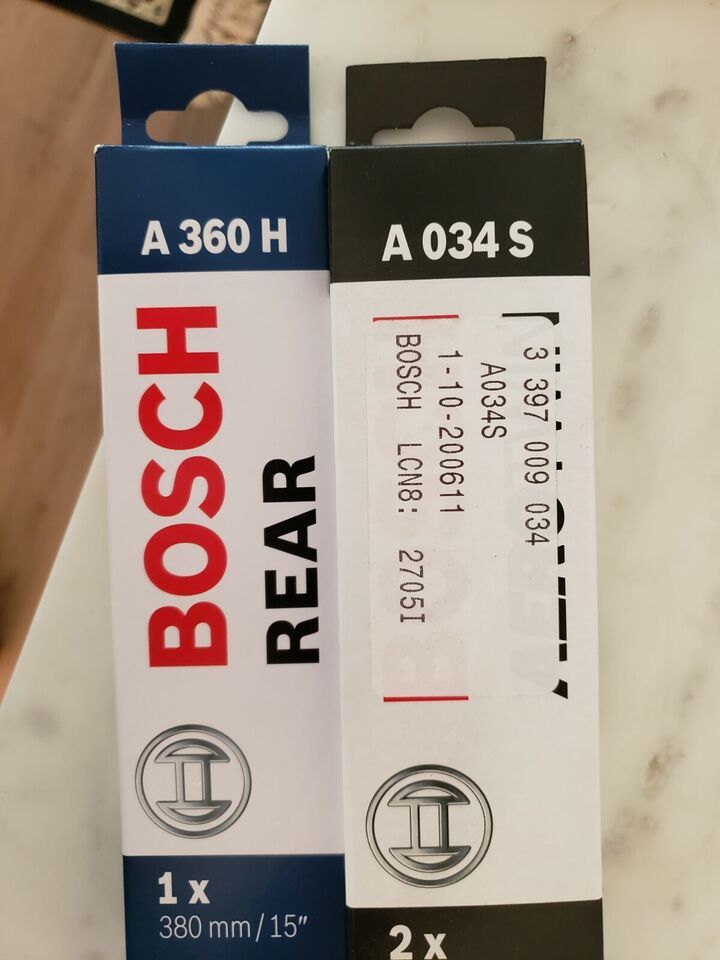 A 360 H
BOSCH
REAR
1 x
380 mm / 15"
A 034 S
3 397 009 034
A034S
1-10-200611
BOSCH LCN8: 2705I
2 x